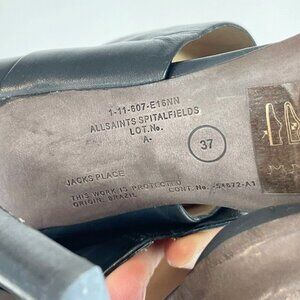 1-11-607-E16NN
ALLSAINTS SPITALFIELDS
LOT.No.
A-
37
JACKS PLACE
THIS WORK IS PROTECTED
ORIGIN. BRAZIL CONT. No.-54672-A1